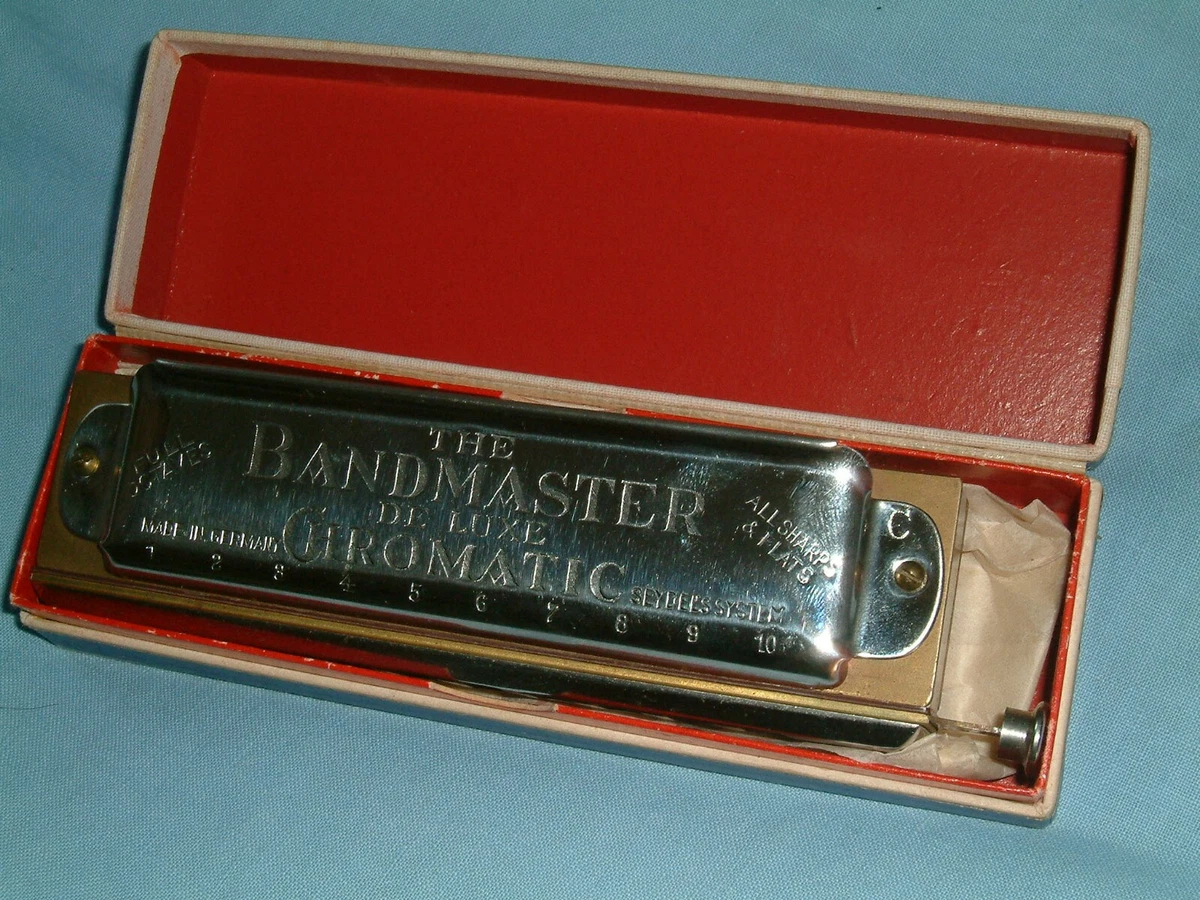 THE
BANDMASTER
DE LUXE
CHROMATIC
FULL
OCTAVES
ALL SHARPS
& FLATS
C
MADE IN GERMANY
SEYDEL'S SYSTEM
1 2 3 4 5 6 7 8 9 10